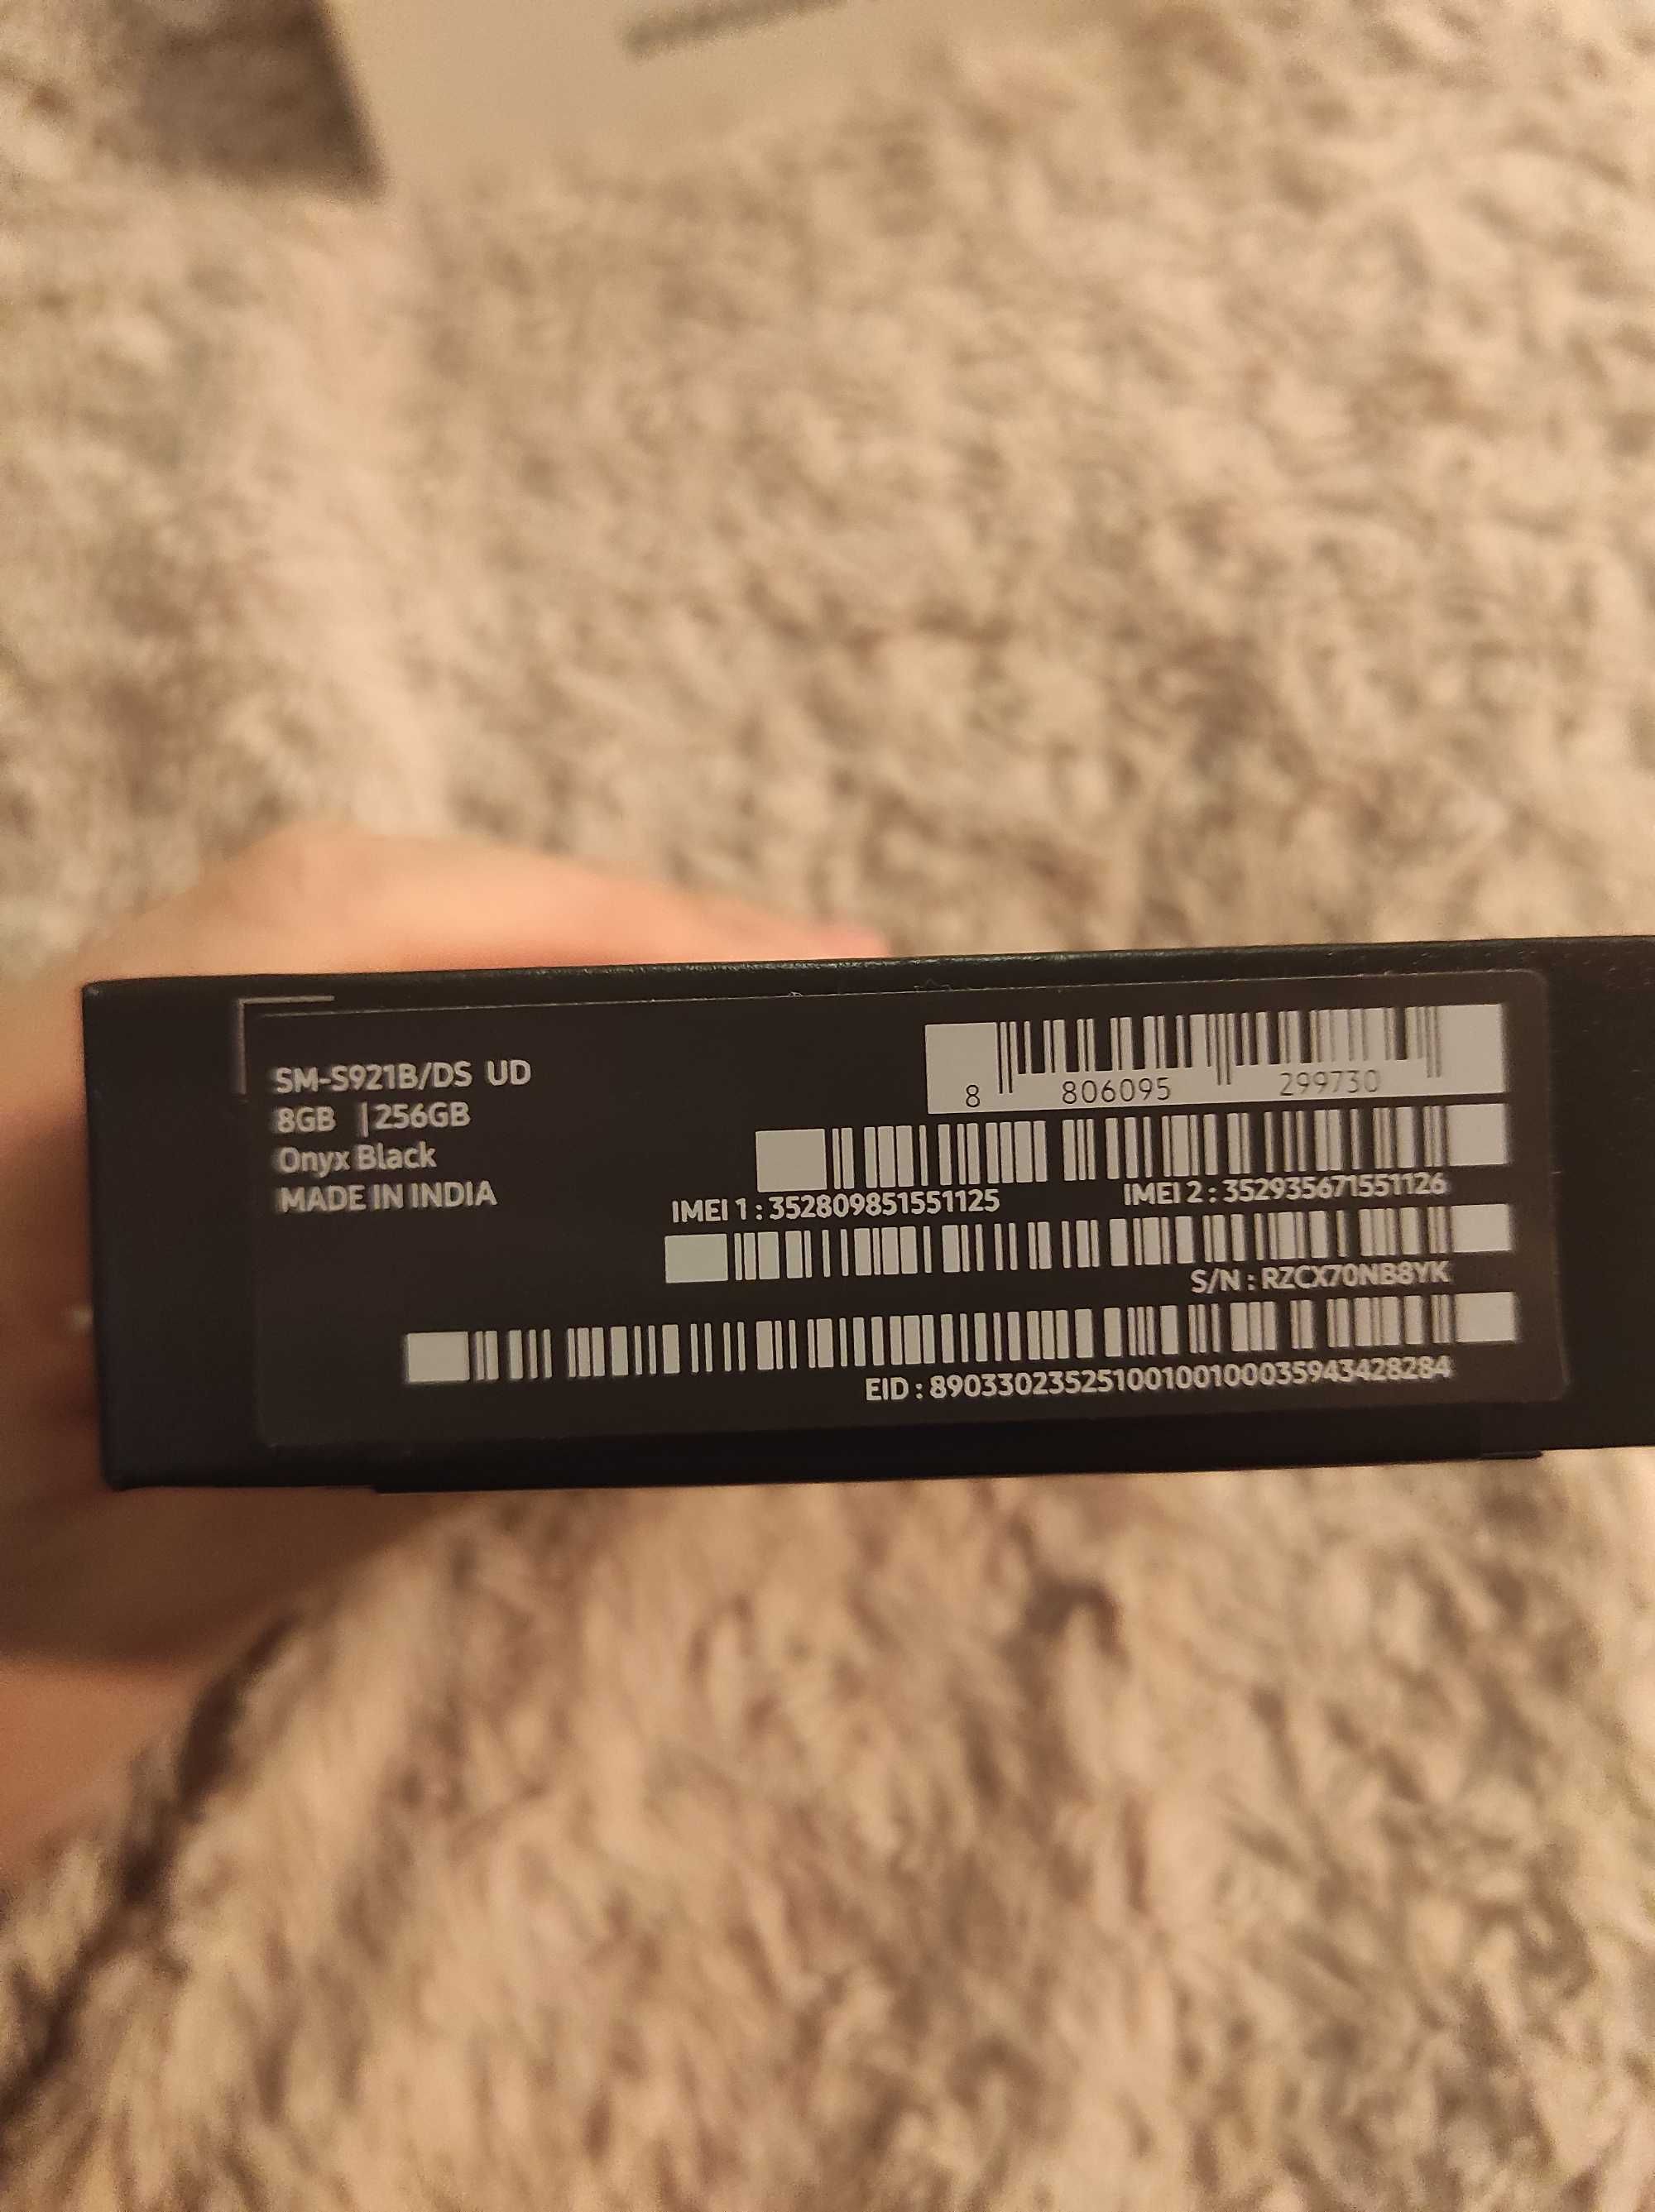 SM-S921B/DS UD
8GB |256GB
Onyx Black
MADE IN INDIA
8 806095 299730
IMEI 1 : 352809851551125 IMEI 2 : 352935671551126
S/N : RZCX70NB8YK
EID : 89033023525100100100035943428284